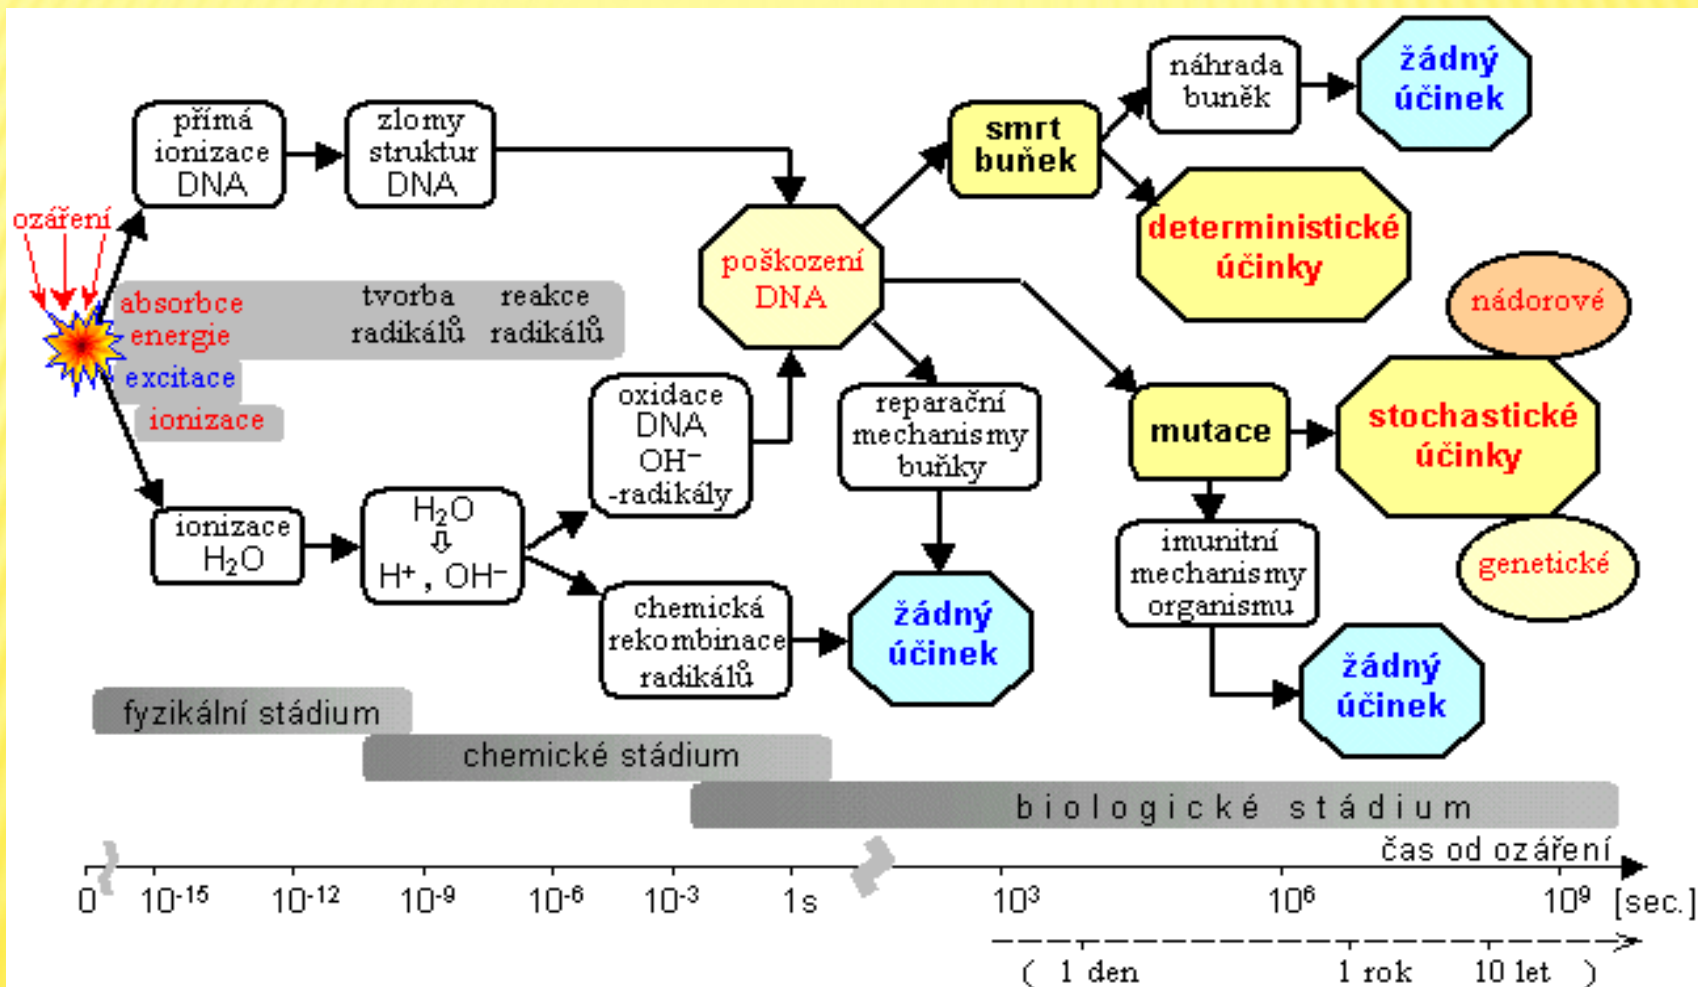 ozáření
přímá
ionizace
DNA
zlomy
struktur
DNA
absorbce
energie
tvorba
radikálů
reakce
radikálů
excitace
ionizace
ionizace
H₂O
H₂O
⇩
H⁺ , OH⁻
oxidace
DNA
OH⁻
-radikály
chemická
rekombinace
radikálů
žádný
účinek
poškození
DNA
reparační
mechanismy
buňky
smrt
buňek
náhrada
buněk
žádný
účinek
deterministické
účinky
mutace
stochastické
účinky
nádorové
genetické
imunitní
mechanismy
organismu
žádný
účinek
fyzikální stádium
chemické stádium
biologické stádium
čas od ozáření
0 10⁻¹⁵ 10⁻¹² 10⁻⁹ 10⁻⁶ 10⁻³ 1s 10³ 10⁶ 10⁹ [sec.]
( 1 den 1 rok 10 let )